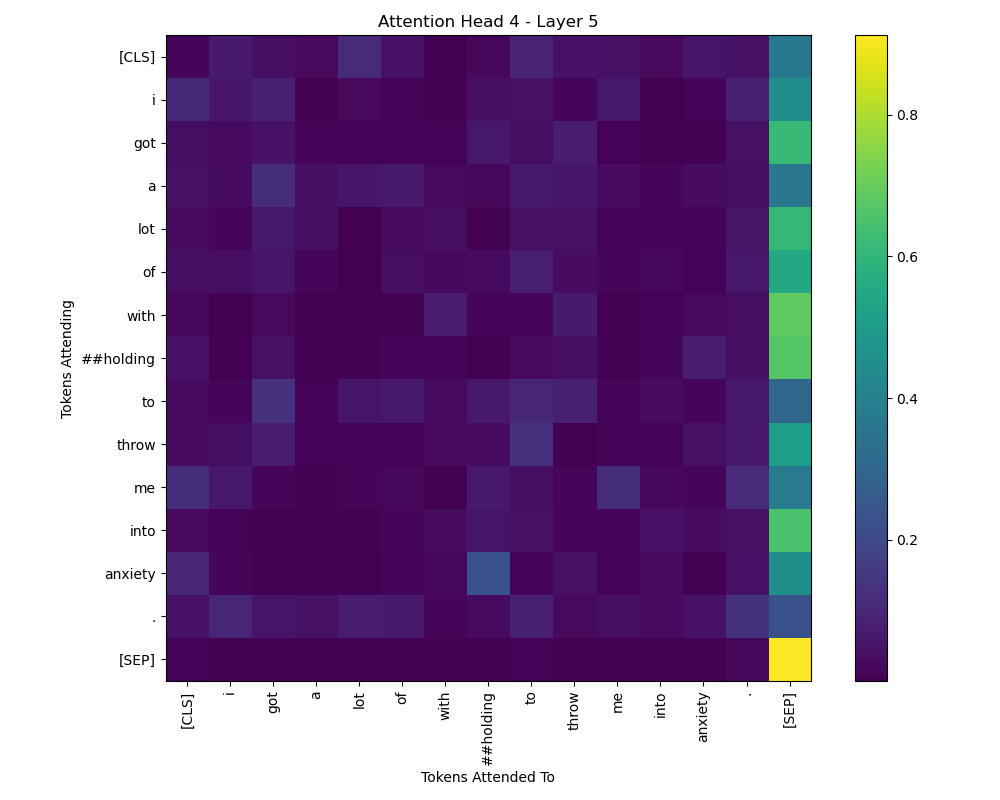 Attention Head 4 - Layer 5
Tokens Attending
[CLS]
i
got
a
lot
of
with
##holding
to
throw
me
into
anxiety
.
[SEP]
[CLS]
i
got
a
lot
of
with
##holding
to
throw
me
into
anxiety
.
[SEP]
Tokens Attended To
0.8
0.6
0.4
0.2